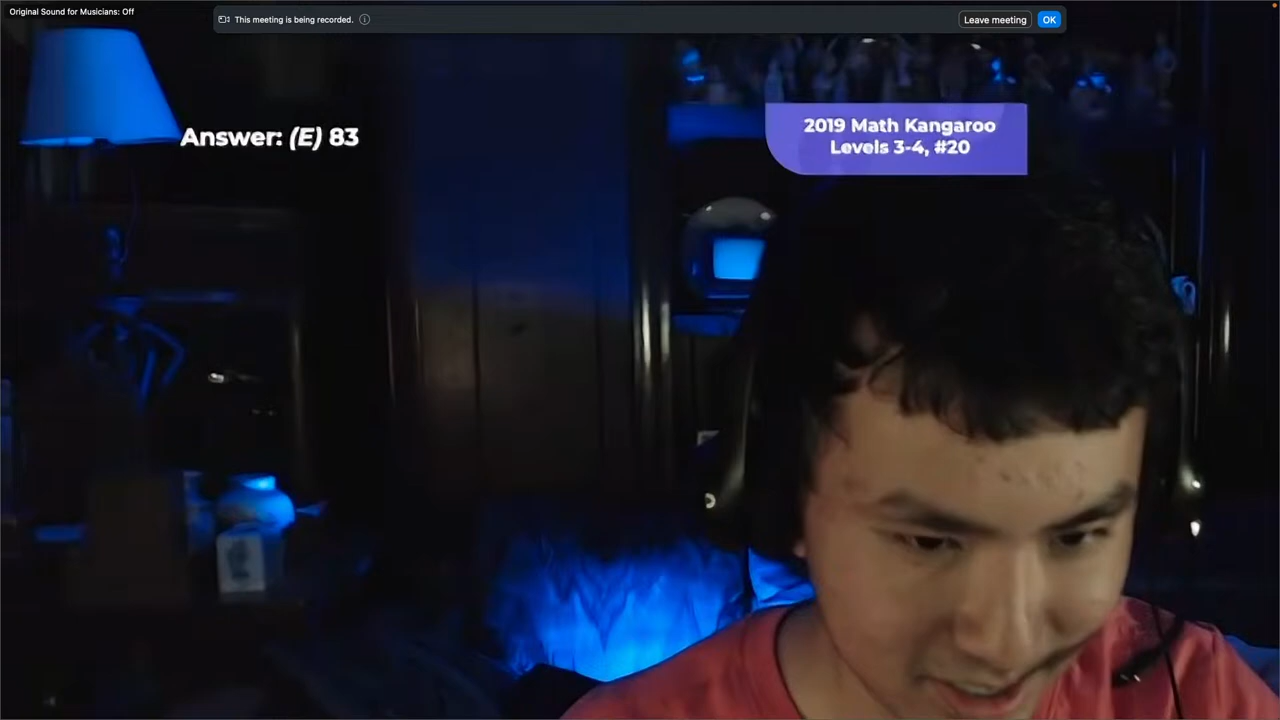 Original Sound for Musicians: Off
This meeting is being recorded.
Leave meeting
OK
Answer: (E) 83
2019 Math Kangaroo
Levels 3-4, #20